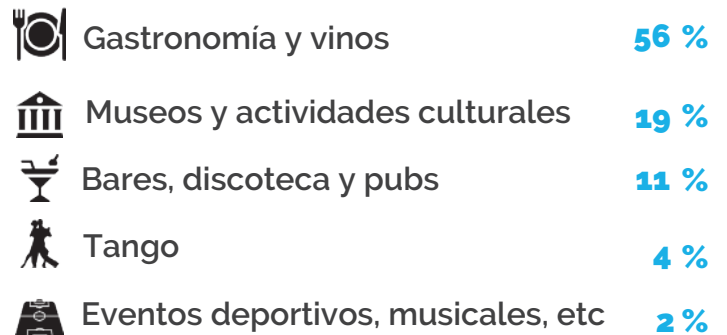 Gastronomía y vinos 56 %
Museos y actividades culturales 19 %
Bares, discoteca y pubs 11 %
Tango 4 %
Eventos deportivos, musicales, etc 2 %